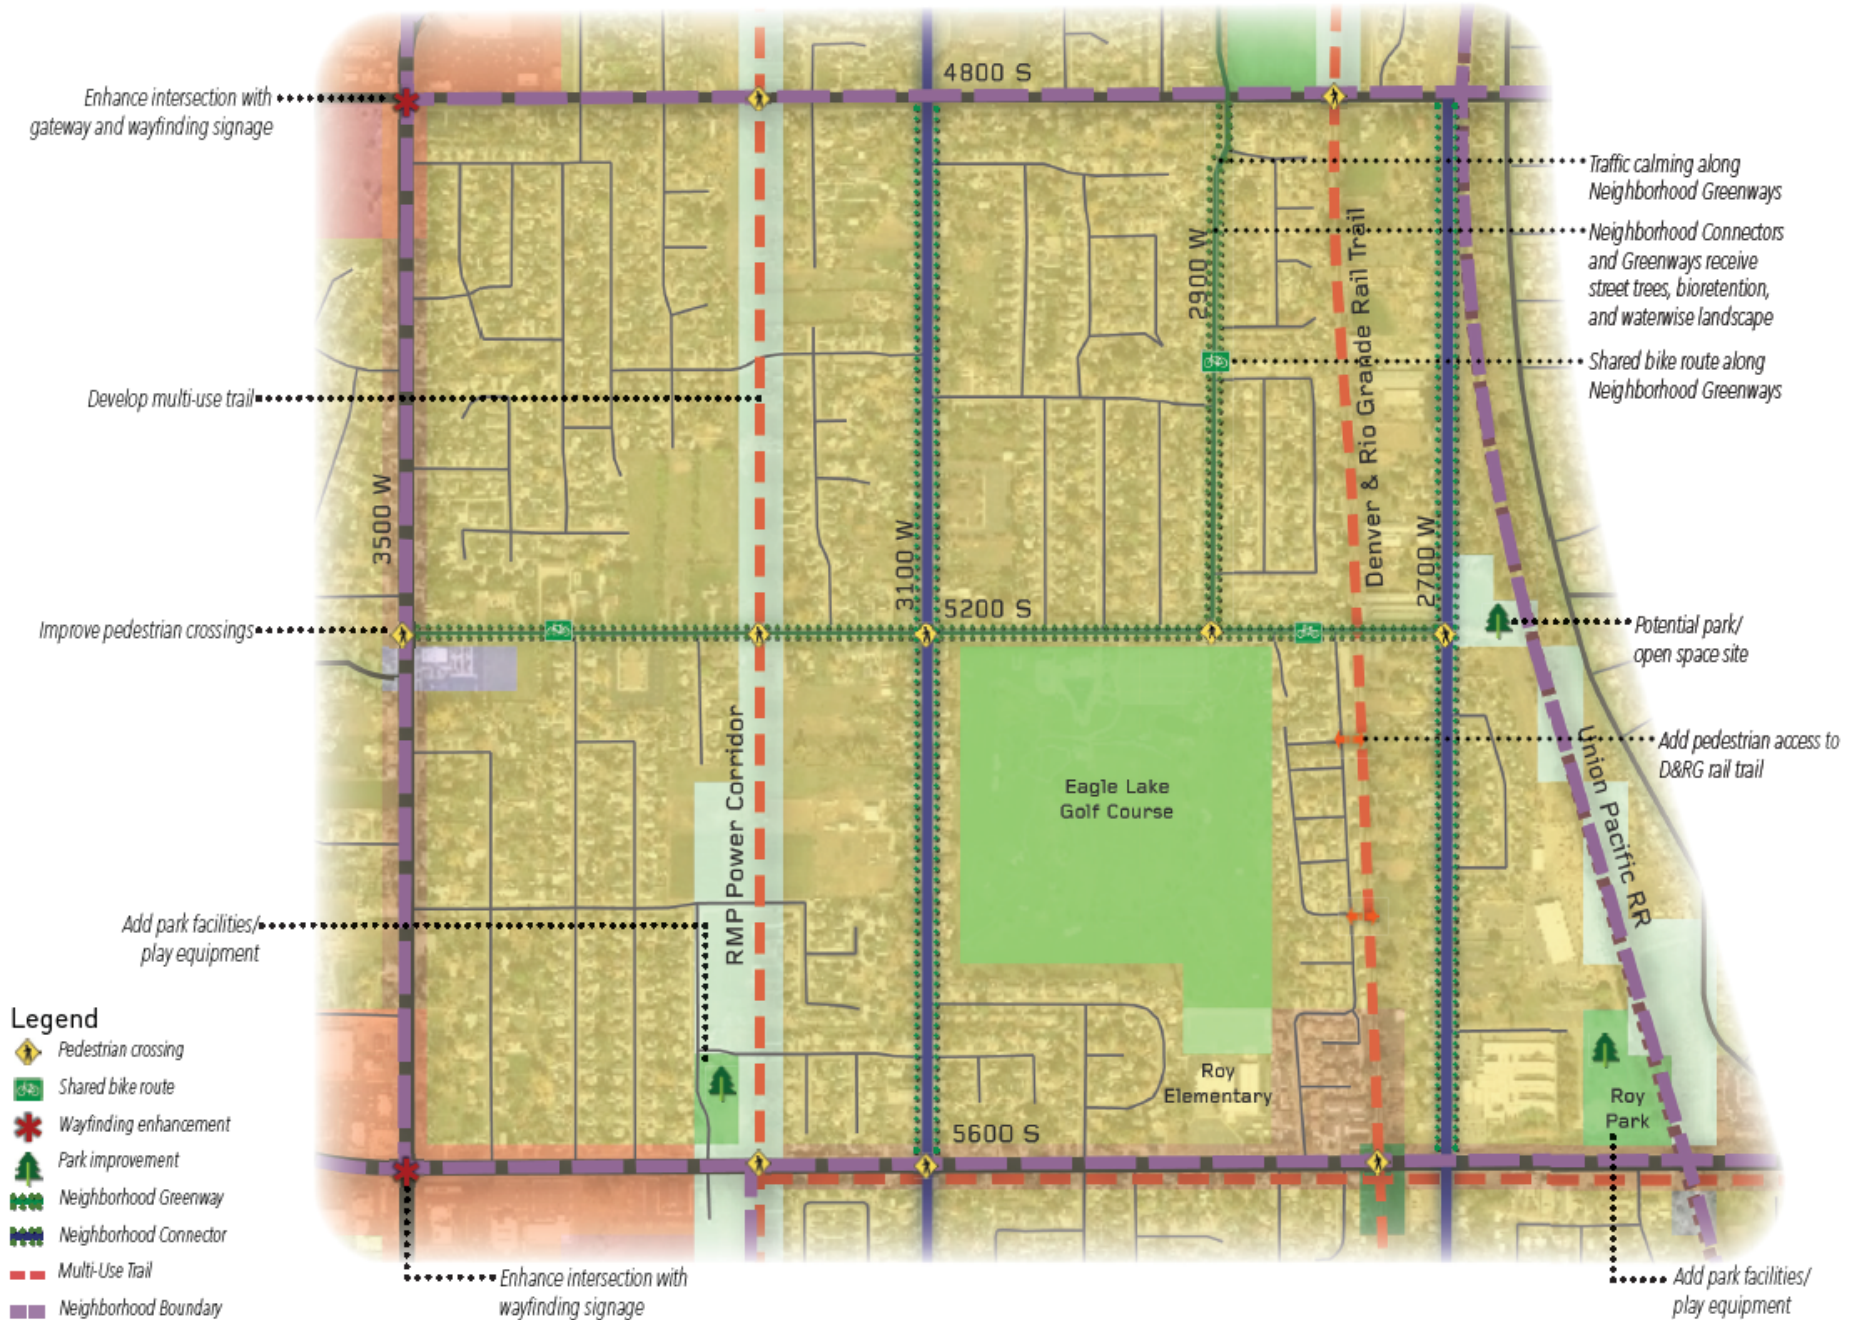 4800 S
Enhance intersection with
gateway and wayfinding signage
Traffic calming along
Neighborhood Greenways
Neighborhood Connectors
and Greenways receive
street trees, bioretention,
and waterwise landscape
2900 W
Denver & Rio Grande Rail Trail
Shared bike route along
Neighborhood Greenways
Develop multi-use trail
3500 W
3100 W
2700 W
5200 S
Improve pedestrian crossings
Potential park/
open space site
RMP Power Corridor
Union Pacific RR
Add pedestrian access to
D&RG rail trail
Eagle Lake
Golf Course
Add park facilities/
play equipment
Roy
Elementary
Roy
Park
5600 S
Legend
Pedestrian crossing
Shared bike route
Wayfinding enhancement
Park improvement
Neighborhood Greenway
Neighborhood Connector
Multi-Use Trail
Neighborhood Boundary
Enhance intersection with
wayfinding signage
Add park facilities/
play equipment